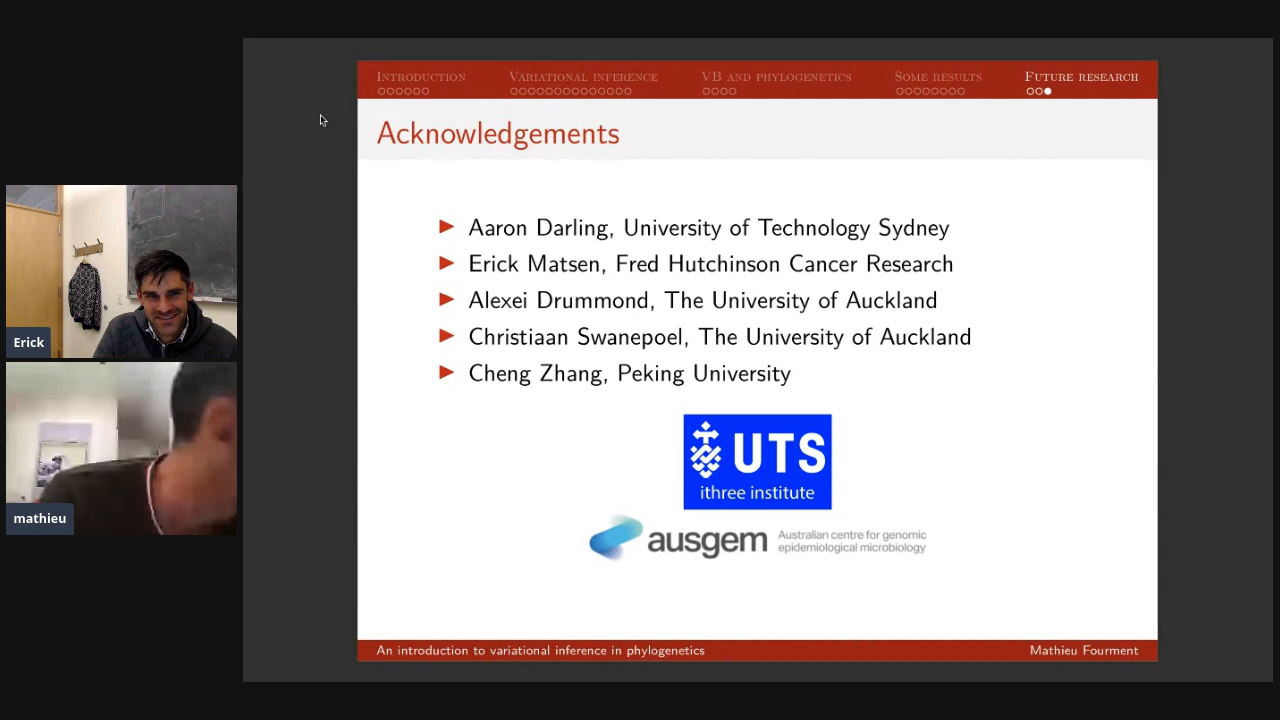 Introduction
Variational inference
VB and phylogenetics
Some results
Future research
Acknowledgements
Aaron Darling, University of Technology Sydney
Erick Matsen, Fred Hutchinson Cancer Research
Alexei Drummond, The University of Auckland
Christiaan Swanepoel, The University of Auckland
Cheng Zhang, Peking University
UTS
ithree institute
ausgem
Australian centre for genomic
epidemiological microbiology
An introduction to variational inference in phylogenetics
Mathieu Fourment
Erick
mathieu